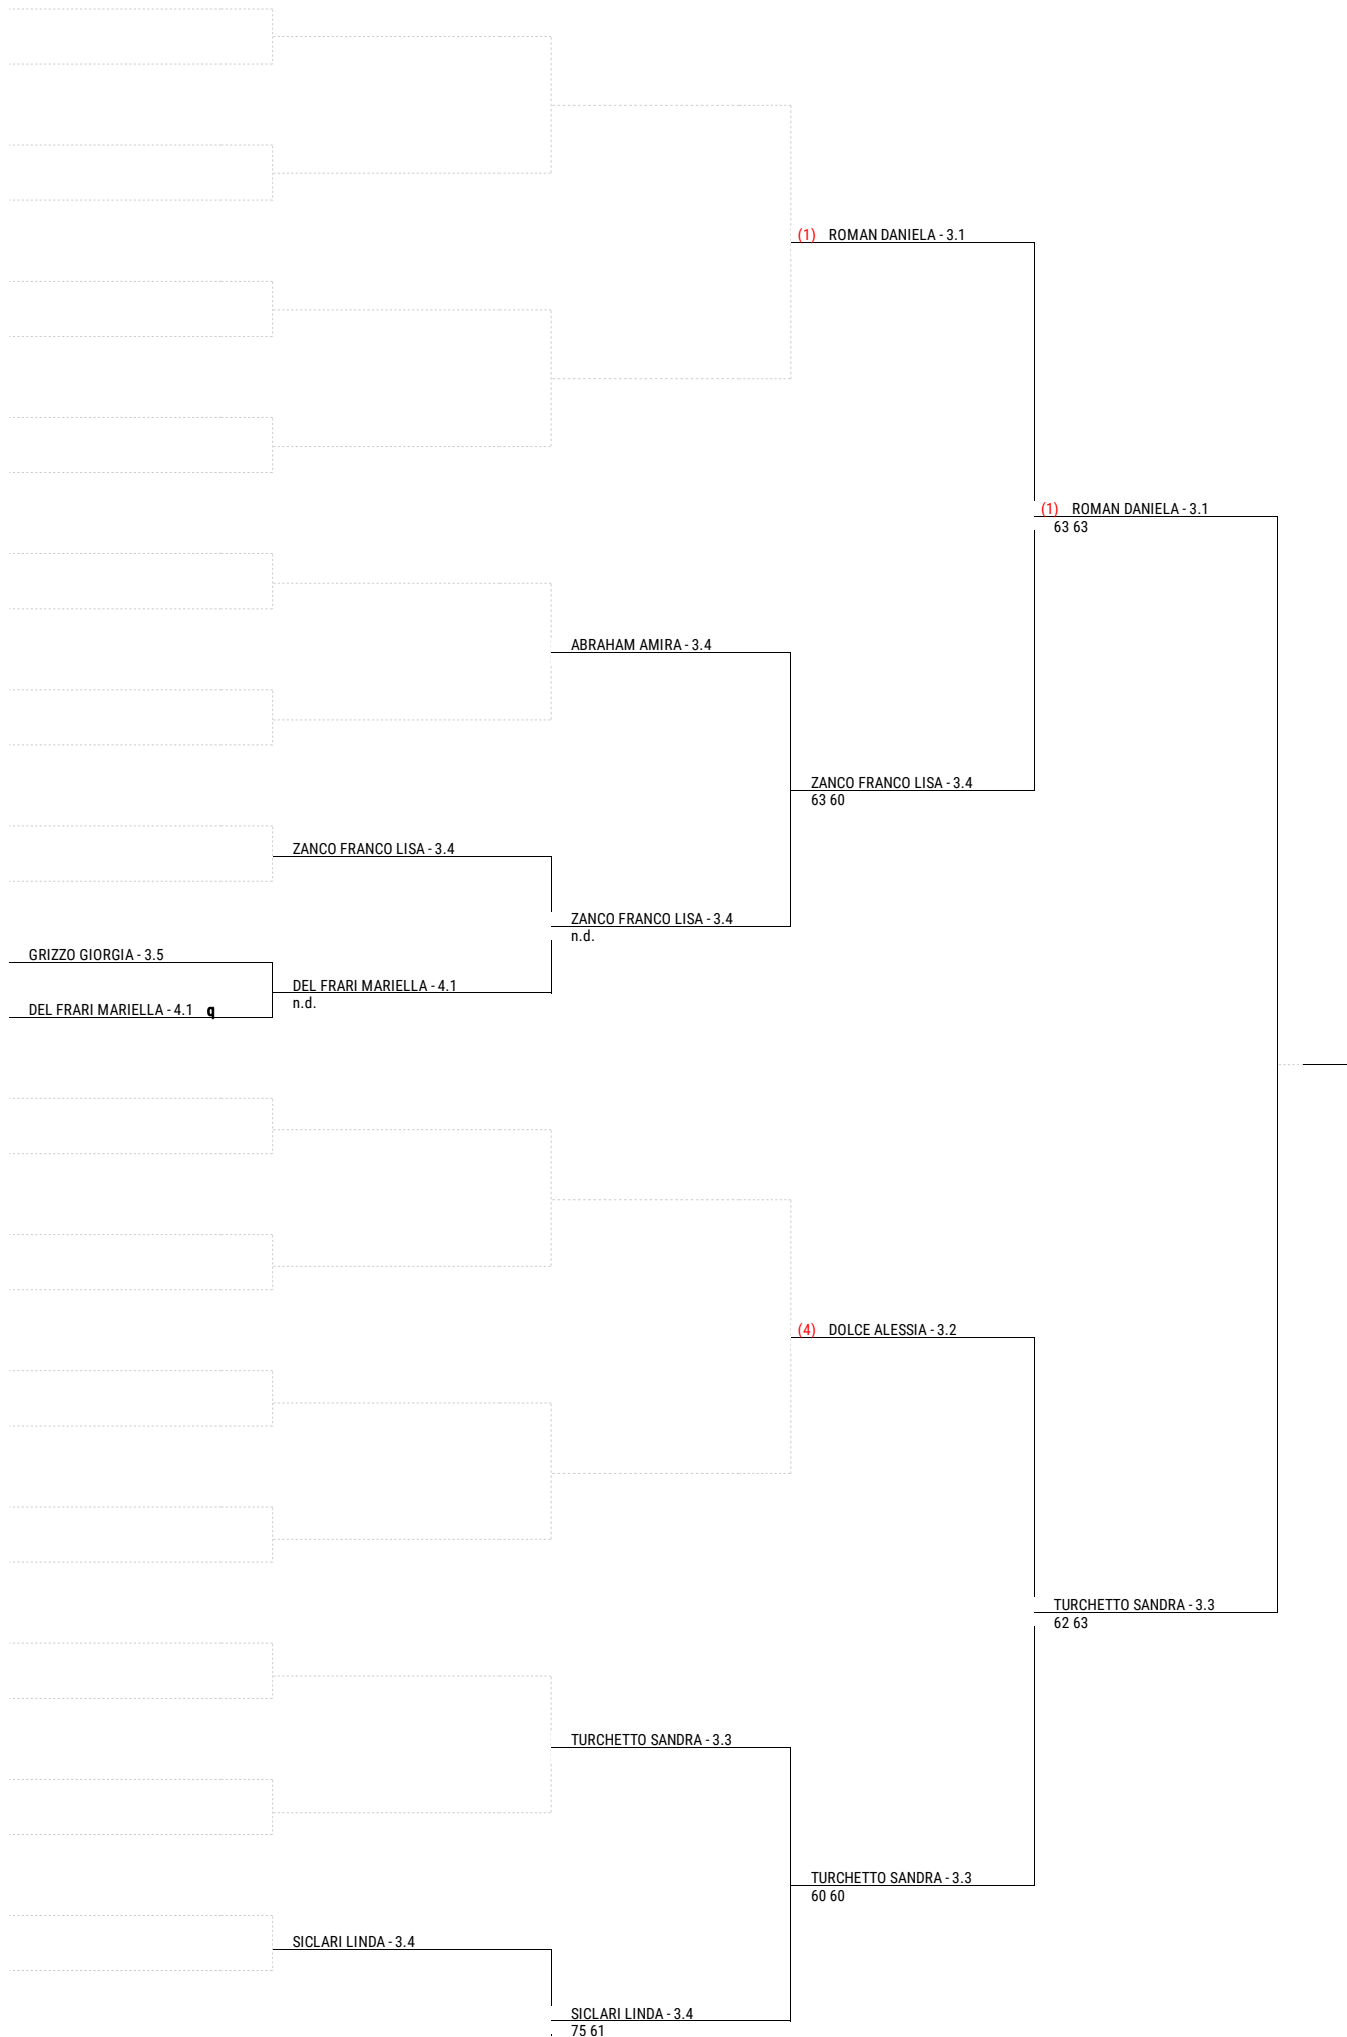 (1) ROMAN DANIELA - 3.1
(1) ROMAN DANIELA - 3.1
63 63
ABRAHAM AMIRA - 3.4
ZANCO FRANCO LISA - 3.4
63 60
ZANCO FRANCO LISA - 3.4
ZANCO FRANCO LISA - 3.4
n.d.
GRIZZO GIORGIA - 3.5
DEL FRARI MARIELLA - 4.1
n.d.
DEL FRARI MARIELLA - 4.1 q
(4) DOLCE ALESSIA - 3.2
TURCHETTO SANDRA - 3.3
62 63
TURCHETTO SANDRA - 3.3
TURCHETTO SANDRA - 3.3
60 60
SICLARI LINDA - 3.4
SICLARI LINDA - 3.4
75 61